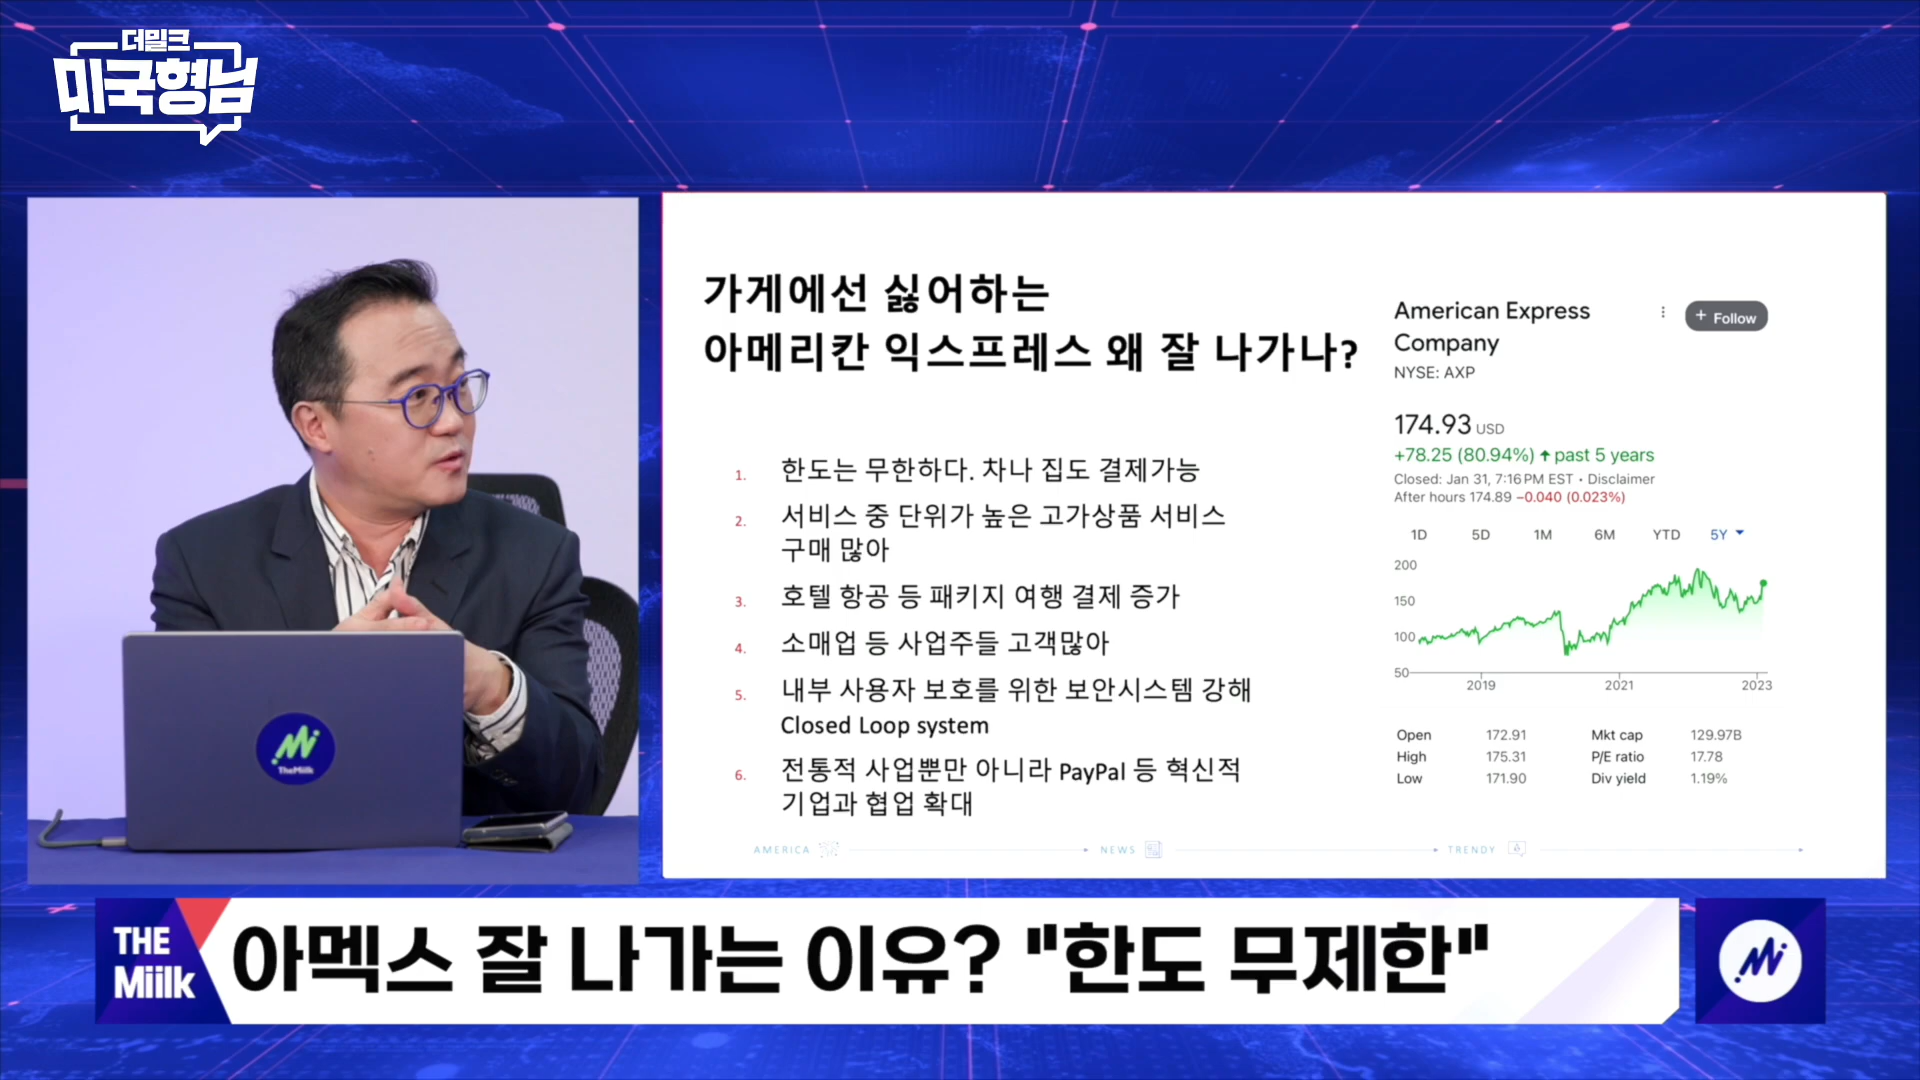 더밀크
미국형님
가게에선 싫어하는
아메리칸 익스프레스 왜 잘 나가나?
1. 한도는 무한하다. 차나 집도 결제가능
2. 서비스 중 단위가 높은 고가상품 서비스
구매 많아
3. 호텔 항공 등 패키지 여행 결제 증가
4. 소매업 등 사업주들 고객많아
5. 내부 사용자 보호를 위한 보안시스템 강해
Closed Loop system
6. 전통적 사업뿐만 아니라 PayPal 등 혁신적
기업과 협업 확대
American Express
Company
+ Follow
NYSE: AXP
174.93 USD
+78.25 (80.94%) ↑ past 5 years
Closed: Jan 31, 7:16 PM EST • Disclaimer
After hours 174.89 −0.040 (0.023%)
1D 5D 1M 6M YTD 5Y
200
150
100
50
2019 2021 2023
Open 172.91 Mkt cap 129.97B
High 175.31 P/E ratio 17.78
Low 171.90 Div yield 1.19%
AMERICA NEWS TRENDY
TheMiilk
THE
Miilk
아멕스 잘 나가는 이유? "한도 무제한"